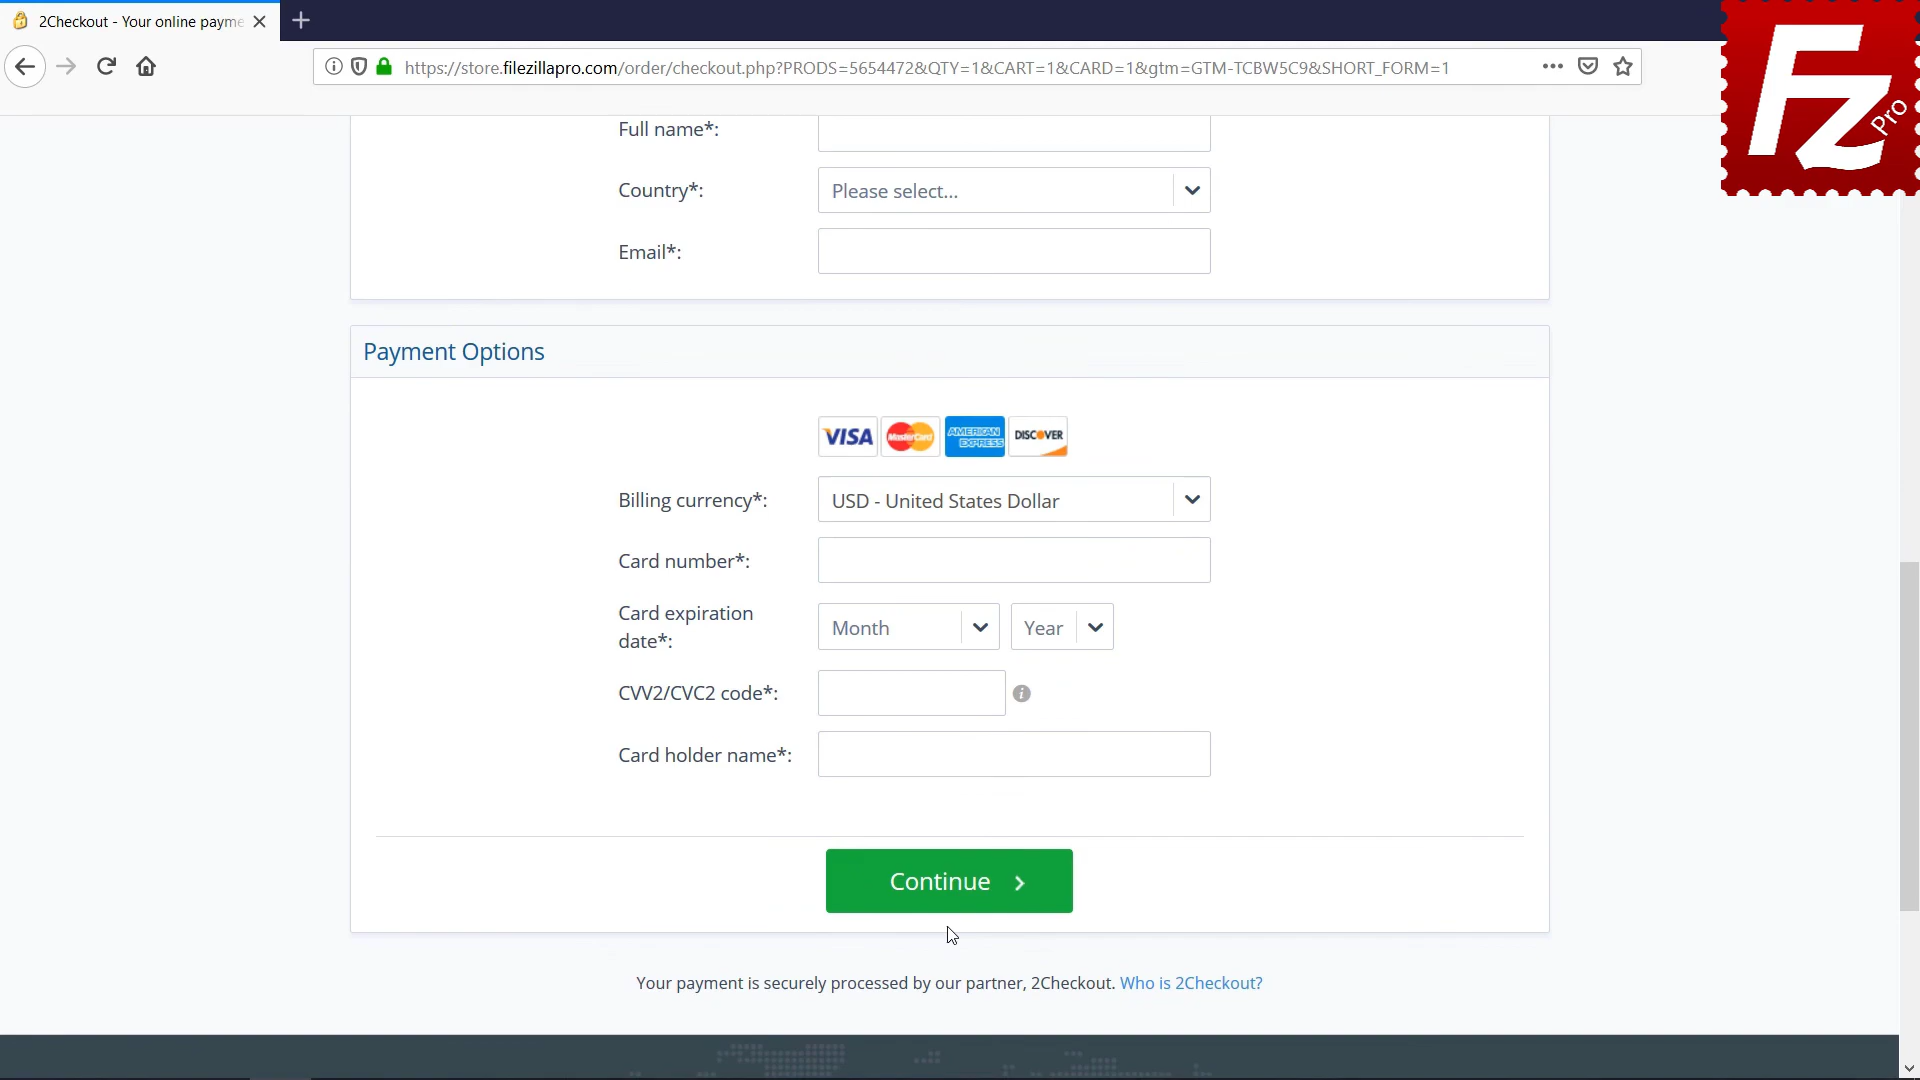 2Checkout - Your online payme
https://store.filezillapro.com/order/checkout.php?PRODS=5654472&QTY=1&CART=1&CARD=1&gtm=GTM-TCBW5C9&SHORT_FORM=1
Fz Pro
Full name*:
Country*: Please select...
Email*:
Payment Options
VISA MasterCard AMERICAN EXPRESS DISCOVER
Billing currency*: USD - United States Dollar
Card number*:
Card expiration
date*:
Month Year
CVV2/CVC2 code*:
Card holder name*:
Continue
Your payment is securely processed by our partner, 2Checkout. Who is 2Checkout?